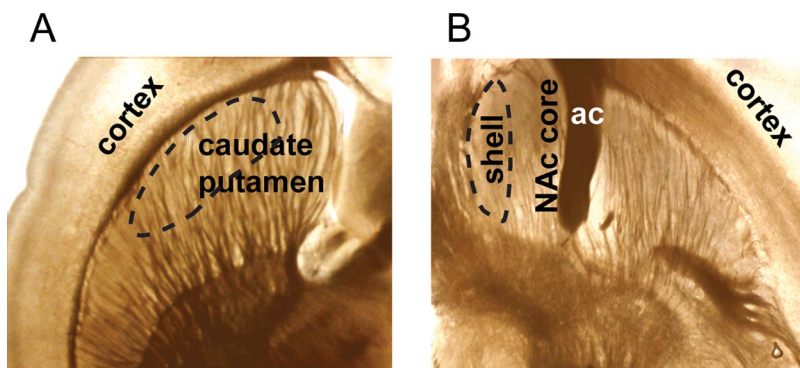 A
cortex
caudate
putamen
B
shell
NAc core
ac
cortex